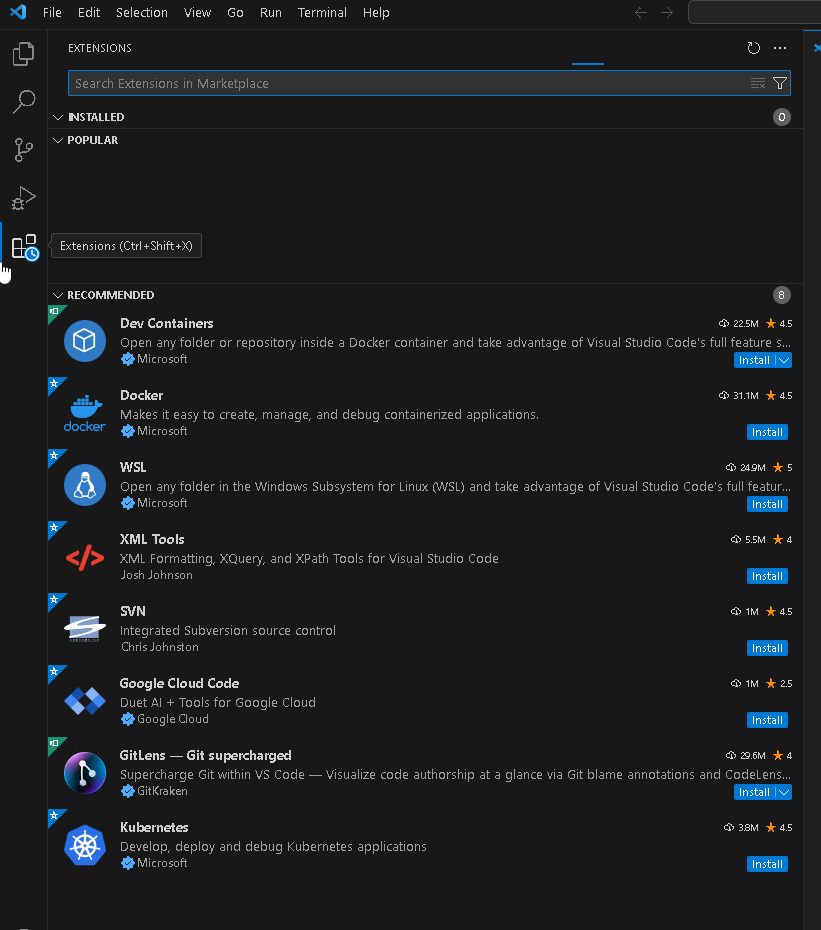 File Edit Selection View Go Run Terminal Help
EXTENSIONS
Search Extensions in Marketplace
INSTALLED 0
POPULAR
Extensions (Ctrl+Shift+X)
RECOMMENDED 8
Dev Containers 22.5M 4.5
Open any folder or repository inside a Docker container and take advantage of Visual Studio Code's full feature s...
Microsoft Install
Docker 31.1M 4.5
docker
Makes it easy to create, manage, and debug containerized applications.
Microsoft Install
WSL 24.9M 5
Open any folder in the Windows Subsystem for Linux (WSL) and take advantage of Visual Studio Code's full featur...
Microsoft Install
XML Tools 5.5M 4
XML Formatting, XQuery, and XPath Tools for Visual Studio Code
Josh Johnson Install
SVN 1M 4.5
Integrated Subversion source control
Chris Johnston Install
Google Cloud Code 1M 2.5
Duet AI + Tools for Google Cloud
Google Cloud Install
GitLens — Git supercharged 29.6M 4
Supercharge Git within VS Code — Visualize code authorship at a glance via Git blame annotations and CodeLens...
GitKraken Install
Kubernetes 3.8M 4.5
Develop, deploy and debug Kubernetes applications
Microsoft Install